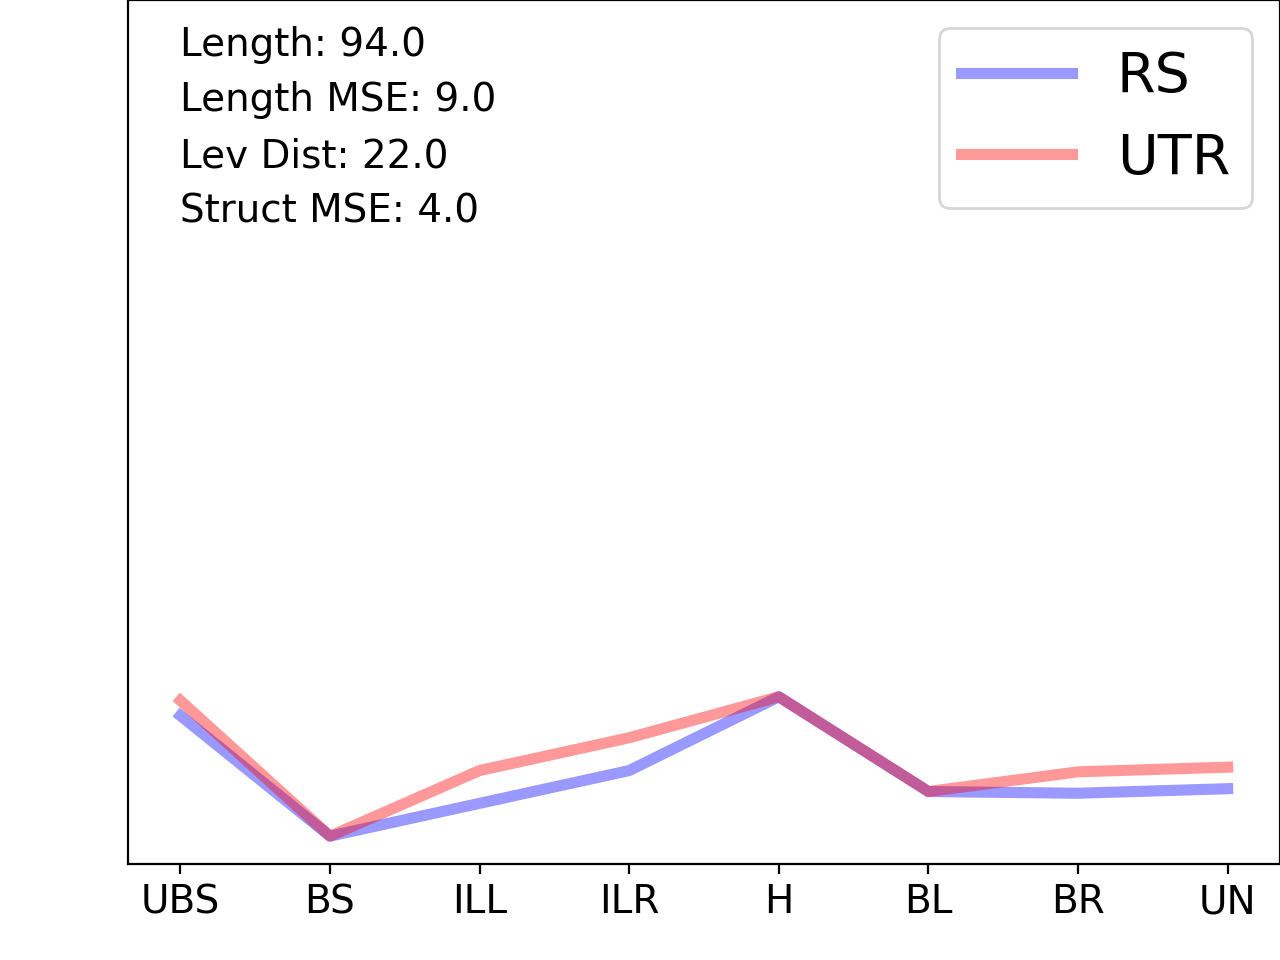 Length: 94.0
Length MSE: 9.0
Lev Dist: 22.0
Struct MSE: 4.0
RS
UTR
UBS BS ILL ILR H BL BR UN